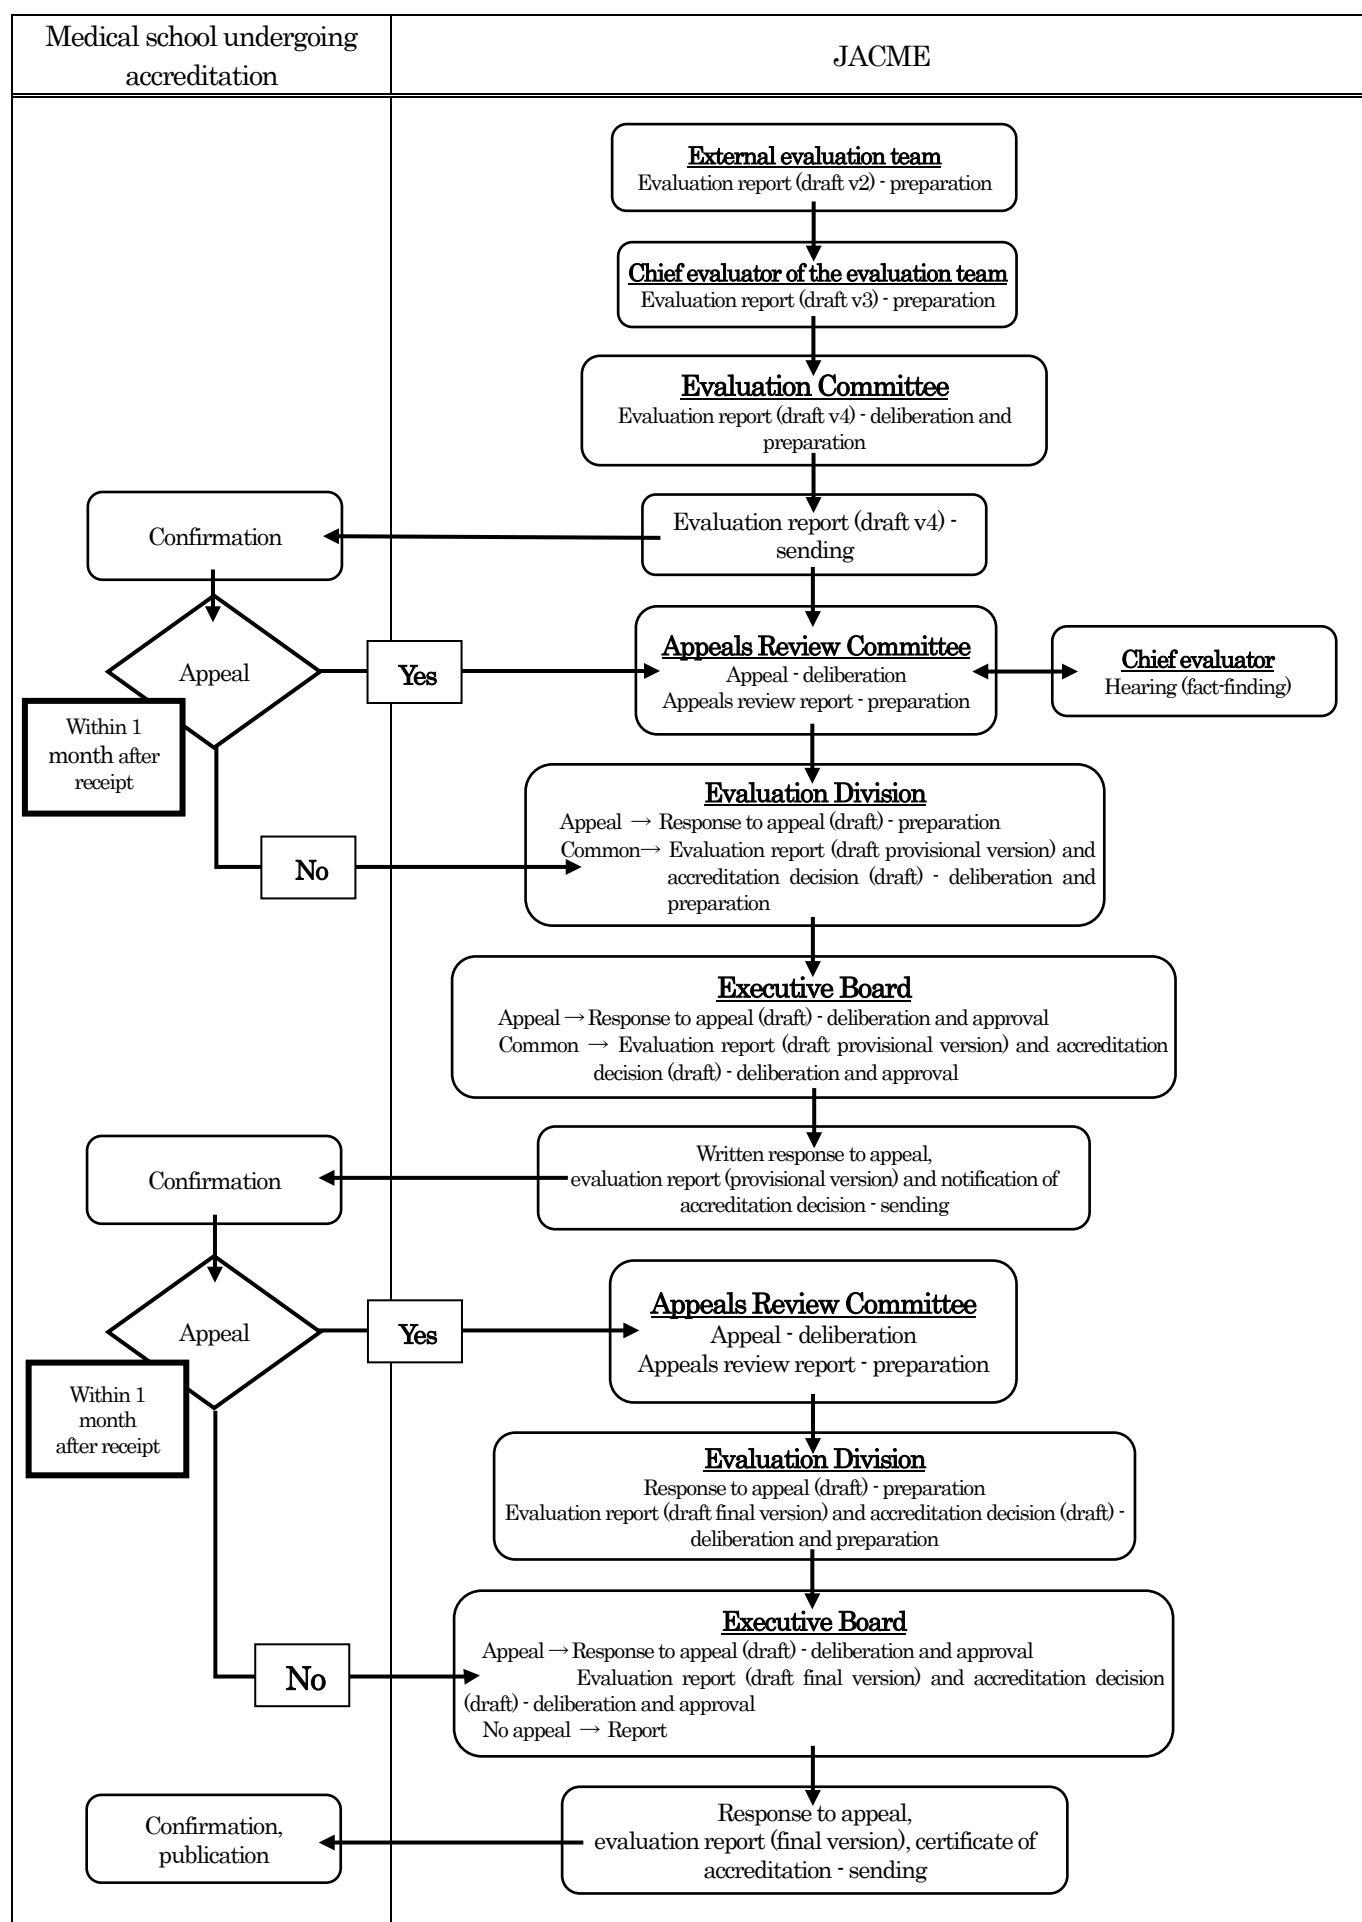 Medical school undergoing
accreditation
JACME
External evaluation team
Evaluation report (draft v2) - preparation
Chief evaluator of the evaluation team
Evaluation report (draft v3) - preparation
Evaluation Committee
Evaluation report (draft v4) - deliberation and
preparation
Confirmation
Evaluation report (draft v4) -
sending
Appeal
Yes
Appeals Review Committee
Appeal - deliberation
Appeals review report - preparation
Chief evaluator
Hearing (fact-finding)
Within 1
month after
receipt
No
Evaluation Division
Appeal → Response to appeal (draft) - preparation
Common→ Evaluation report (draft provisional version) and
accreditation decision (draft) - deliberation and
preparation
Executive Board
Appeal → Response to appeal (draft) - deliberation and approval
Common → Evaluation report (draft provisional version) and accreditation
decision (draft) - deliberation and approval
Confirmation
Written response to appeal,
evaluation report (provisional version) and notification of
accreditation decision - sending
Appeal
Yes
Appeals Review Committee
Appeal - deliberation
Appeals review report - preparation
Within 1
month
after receipt
Evaluation Division
Response to appeal (draft) - preparation
Evaluation report (draft final version) and accreditation decision (draft) -
deliberation and preparation
No
Executive Board
Appeal → Response to appeal (draft) - deliberation and approval
Evaluation report (draft final version) and accreditation decision
(draft) - deliberation and approval
No appeal → Report
Confirmation,
publication
Response to appeal,
evaluation report (final version), certificate of
accreditation - sending